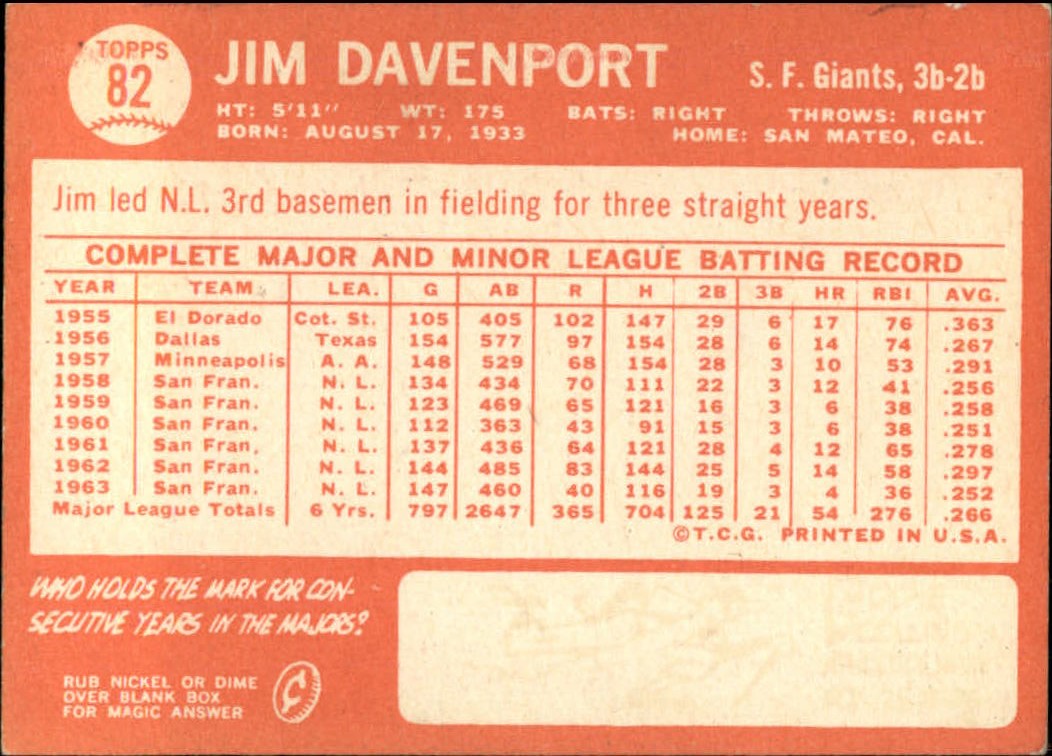 TOPPS
82
JIM DAVENPORT
S. F. Giants, 3b-2b
HT: 5'11" WT: 175 BATS: RIGHT THROWS: RIGHT
BORN: AUGUST 17, 1933 HOME: SAN MATEO, CAL.
Jim led N.L. 3rd basemen in fielding for three straight years.
COMPLETE MAJOR AND MINOR LEAGUE BATTING RECORD
YEAR TEAM LEA. G AB R H 2B 3B HR RBI AVG.
1955 El Dorado Cot. St. 105 405 102 147 29 6 17 76 .363
1956 Dallas Texas 154 577 97 154 28 6 14 74 .267
1957 Minneapolis A. A. 148 529 68 154 28 3 10 53 .291
1958 San Fran. N. L. 134 434 70 111 22 3 12 41 .256
1959 San Fran. N. L. 123 469 65 121 16 3 6 38 .258
1960 San Fran. N. L. 112 363 43 91 15 3 6 38 .251
1961 San Fran. N. L. 137 436 64 121 28 4 12 65 .278
1962 San Fran. N. L. 144 485 83 144 25 5 14 58 .297
1963 San Fran. N. L. 147 460 40 116 19 3 4 36 .252
Major League Totals 6 Yrs. 797 2647 365 704 125 21 54 276 .266
©T.C.G. PRINTED IN U.S.A.
WHO HOLDS THE MARK FOR CON-
SECUTIVE YEARS IN THE MAJORS?
RUB NICKEL OR DIME
OVER BLANK BOX
FOR MAGIC ANSWER
¢